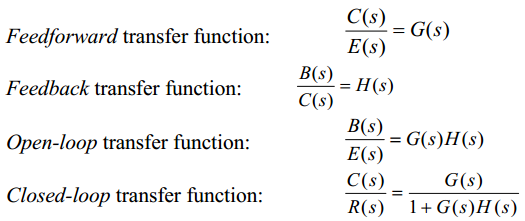 Feedforward transfer function: C(s)/E(s) = G(s)
Feedback transfer function: B(s)/C(s) = H(s)
Open-loop transfer function: B(s)/E(s) = G(s)H(s)
Closed-loop transfer function: C(s)/R(s) = G(s)/(1 + G(s)H(s))